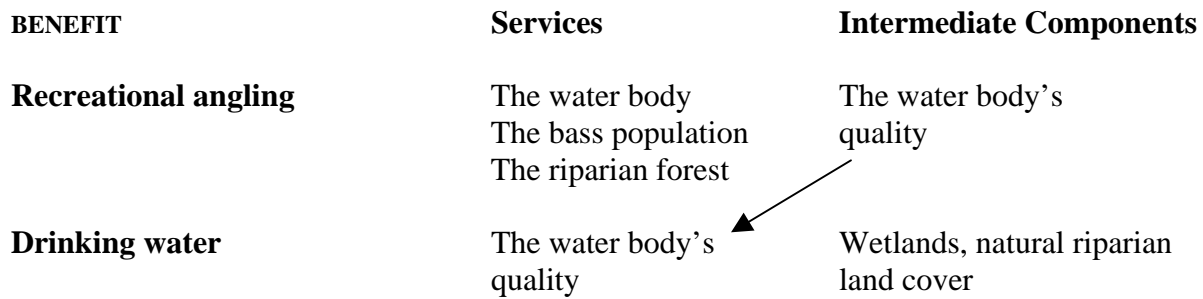 BENEFIT Services Intermediate Components
Recreational angling The water body The water body’s
The bass population quality
The riparian forest
Drinking water The water body’s Wetlands, natural riparian
quality land cover